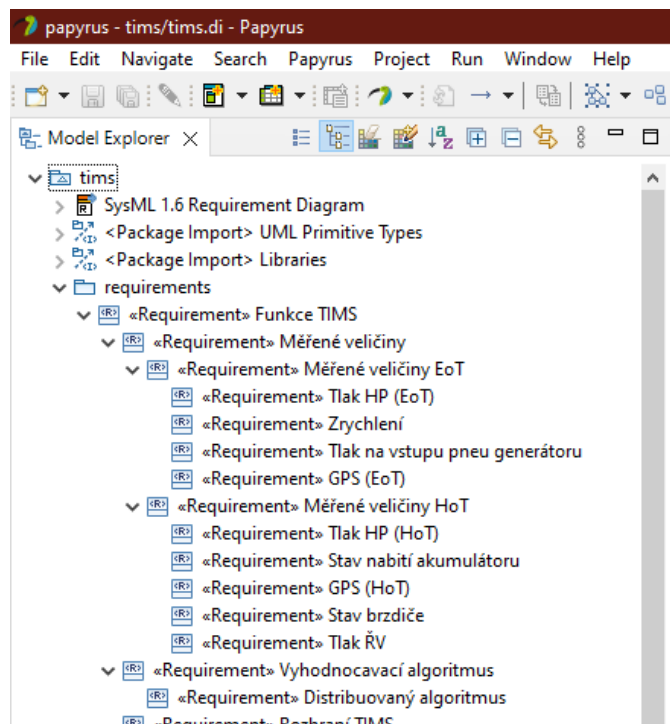 papyrus - tims/tims.di - Papyrus
File Edit Navigate Search Papyrus Project Run Window Help
Model Explorer
tims
SysML 1.6 Requirement Diagram
<Package Import> UML Primitive Types
<Package Import> Libraries
requirements
«Requirement» Funkce TIMS
«Requirement» Měřené veličiny
«Requirement» Měřené veličiny EoT
«Requirement» Tlak HP (EoT)
«Requirement» Zrychlení
«Requirement» Tlak na vstupu pneu generátoru
«Requirement» GPS (EoT)
«Requirement» Měřené veličiny HoT
«Requirement» Tlak HP (HoT)
«Requirement» Stav nabití akumulátoru
«Requirement» GPS (HoT)
«Requirement» Stav brzdiče
«Requirement» Tlak ŘV
«Requirement» Vyhodnocavací algoritmus
«Requirement» Distribuovaný algoritmus
«Requirement» Rozhraní TIMS